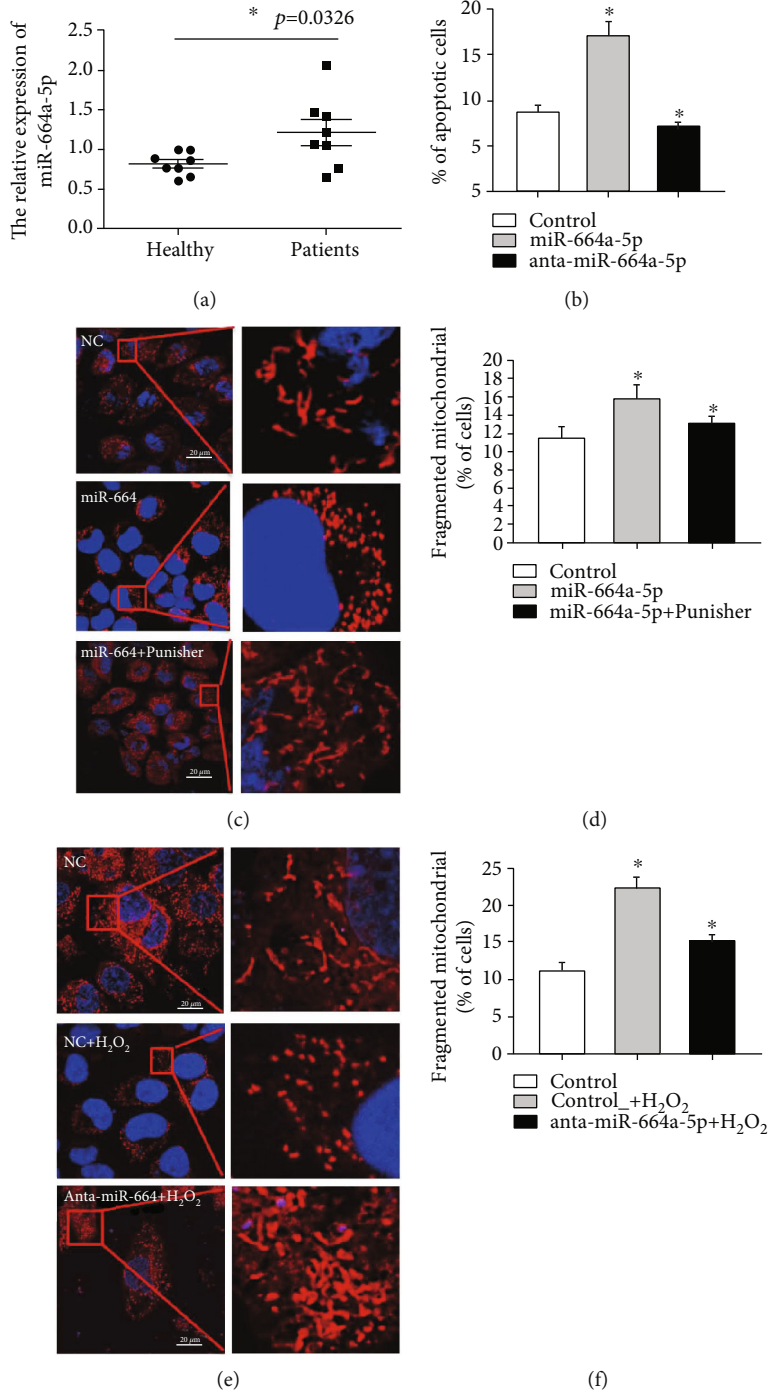 * p=0.0326
The relative expression of
miR-664a-5p
2.5
2.0
1.5
1.0
0.5
0.0
Healthy Patients
(a)
% of apoptotic cells
20
15
10
5
5
* *
Control
miR-664a-5p
anta-miR-664a-5p
(b)
NC
20 µm
miR-664
20 µm
miR-664+Punisher
20 µm
(c)
Fragmented mitochondrial
(% of cells)
20
18
16
14
12
10
8
6
4
2
0
* *
Control
miR-664a-5p
miR-664a-5p+Punisher
(d)
NC
20 µm
NC+H₂O₂
20 µm
Anta-miR-664+H₂O₂
20 µm
(e)
Fragmented mitochondrial
(% of cells)
25
20
15
10
5
0
* *
Control
Control_+H₂O₂
anta-miR-664a-5p+H₂O₂
(f)